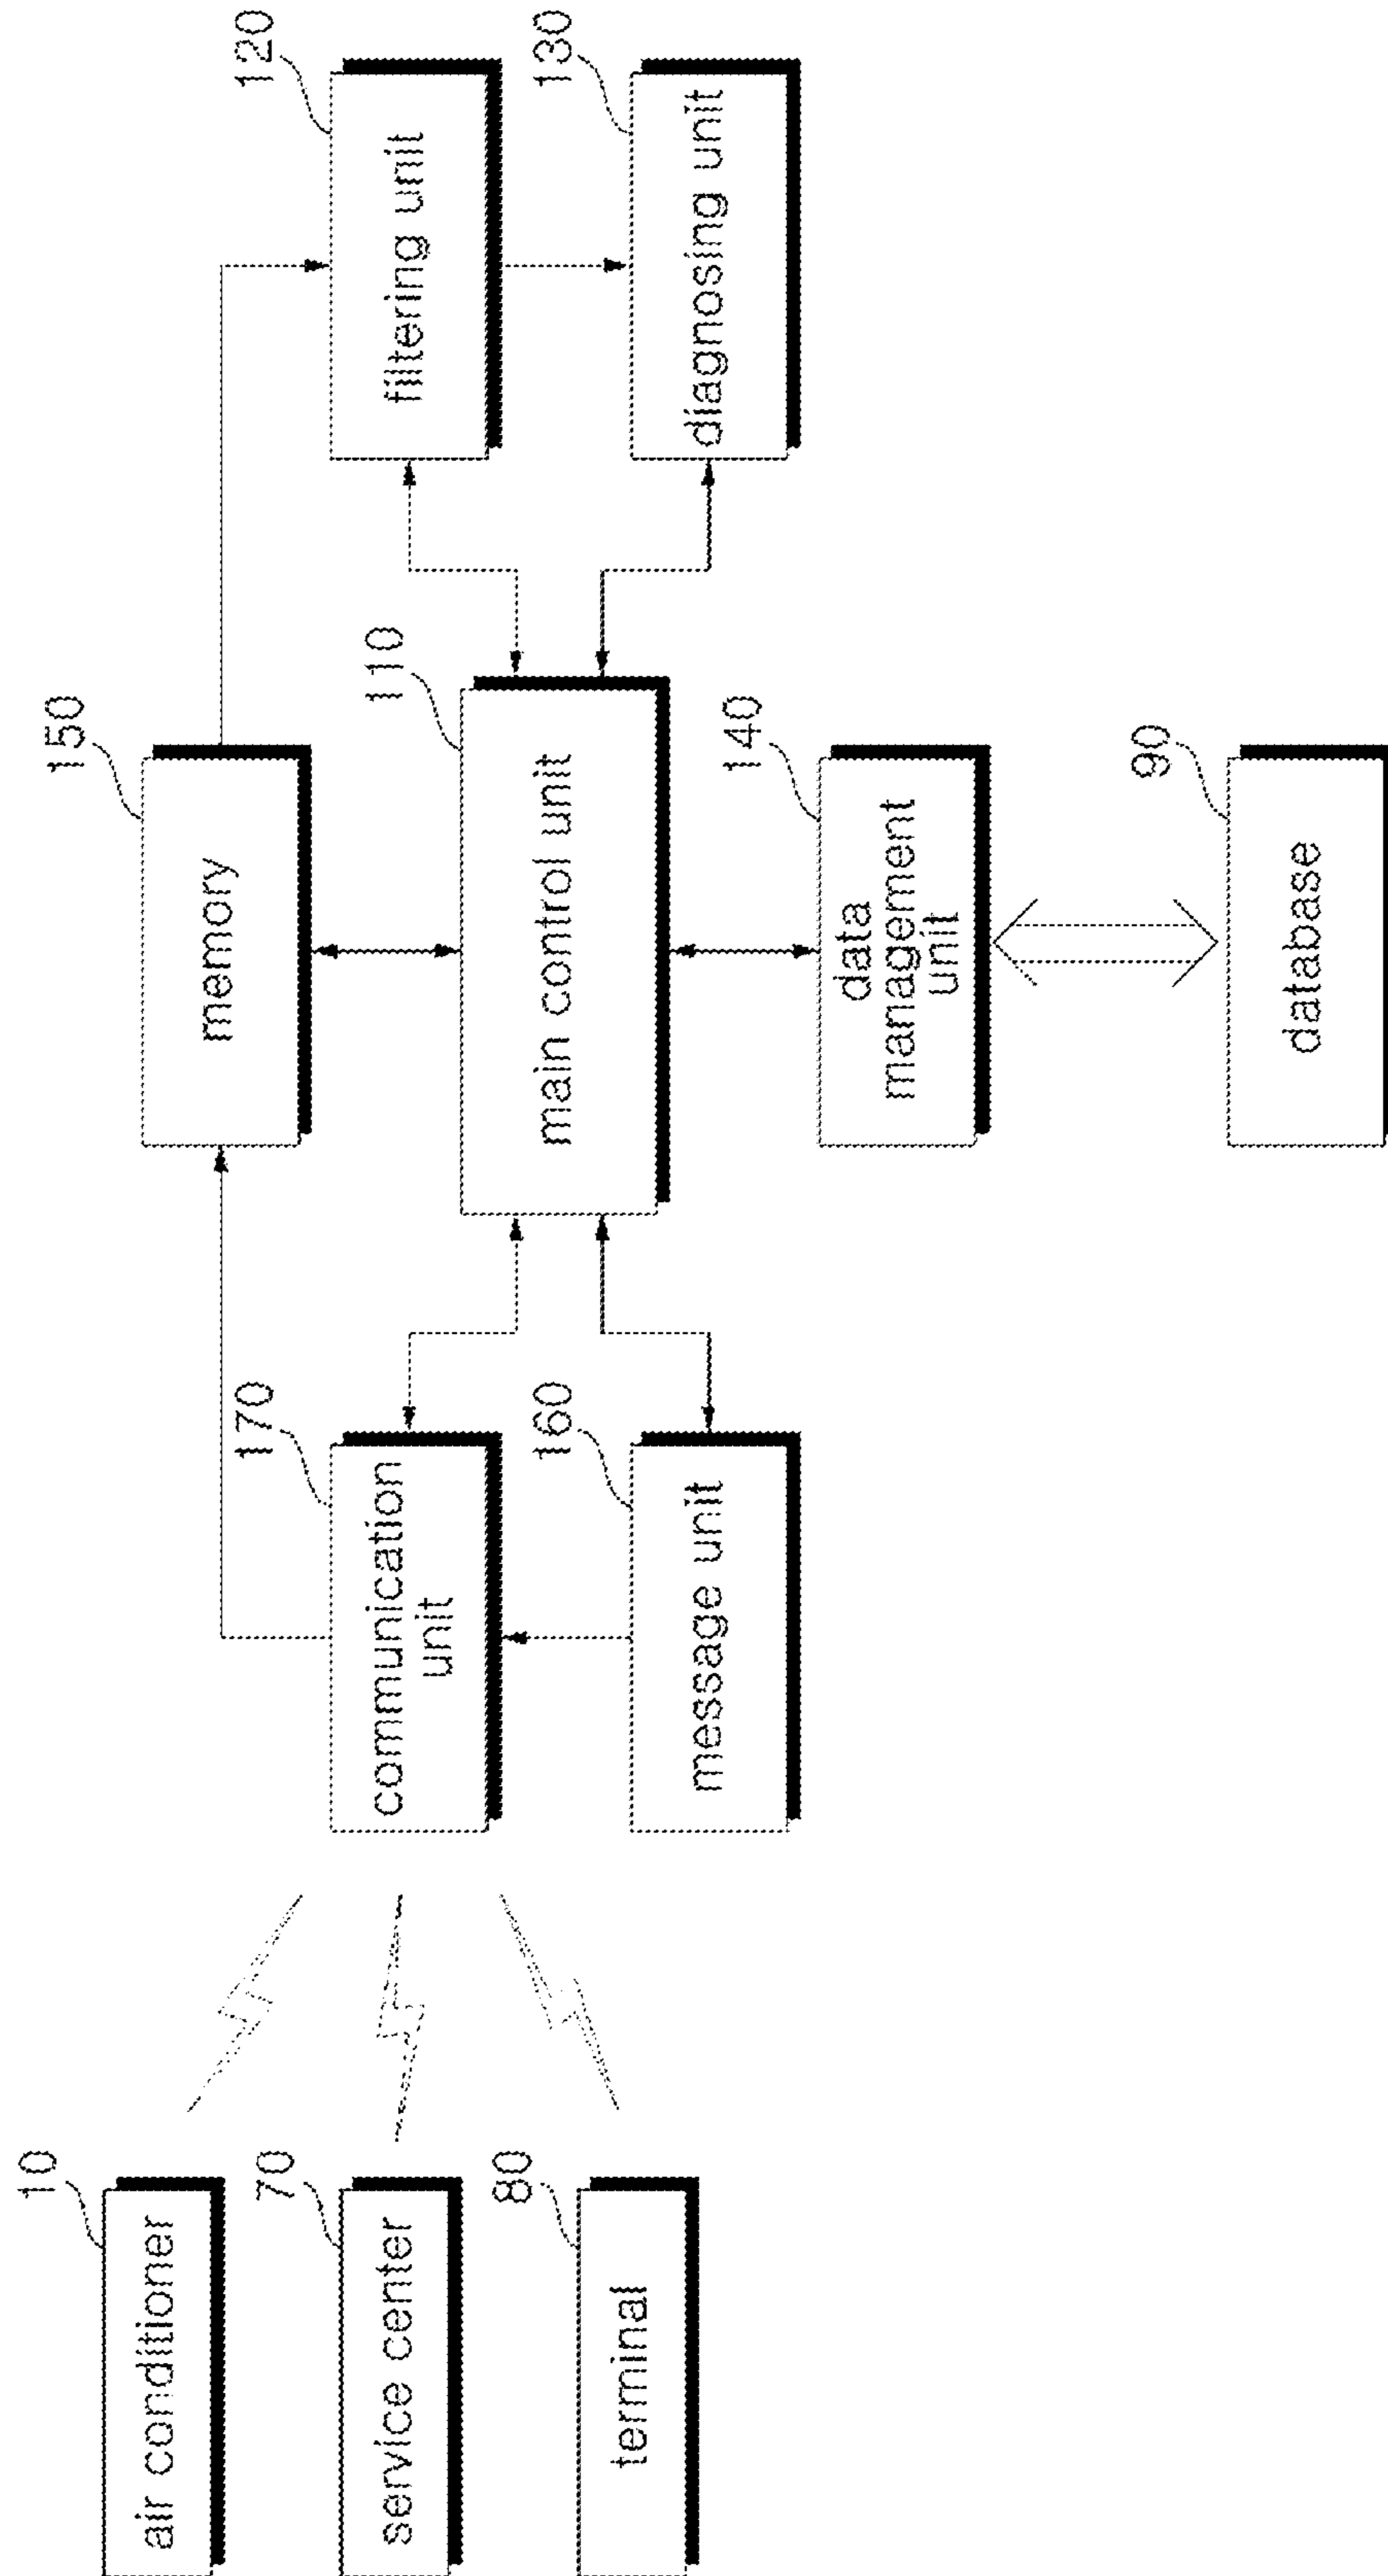 150
memory
10
air conditioner
170
communication
unit
110
main control unit
120
filtering unit
70
service center
160
message unit
130
diagnosing unit
80
terminal
140
data
management
unit
90
database